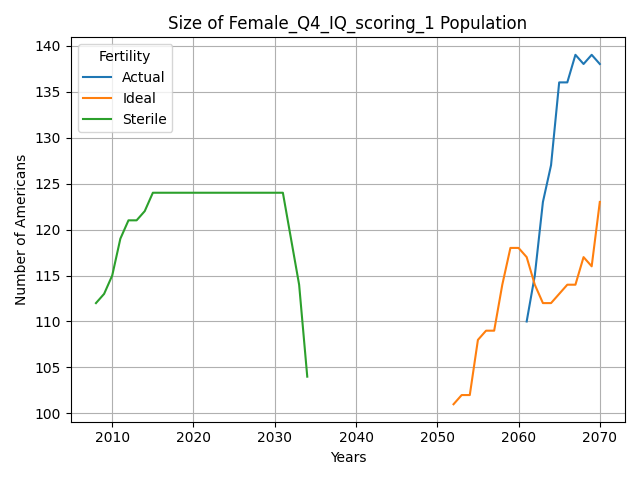 Size of Female_Q4_IQ_scoring_1 Population
Number of Americans
140
135
130
125
120
115
110
105
100
Fertility
Actual
Ideal
Sterile
2010 2020 2030 2040 2050 2060 2070
Years